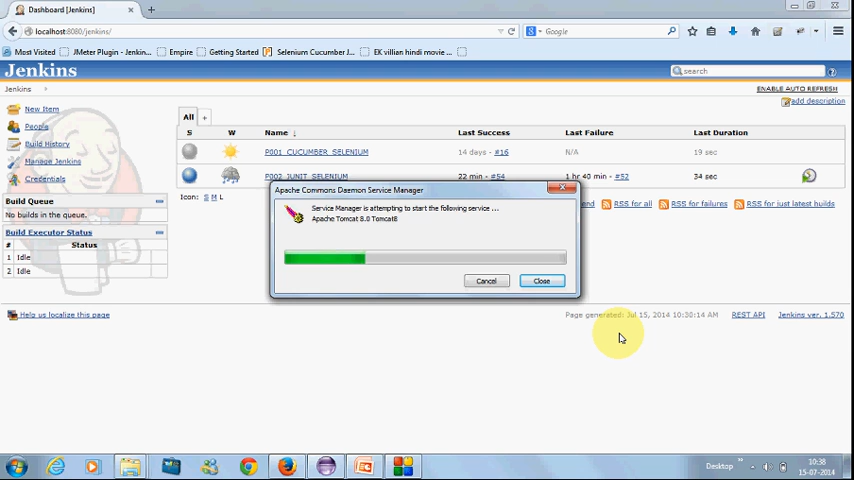 Dashboard [Jenkins]
localhost:8080/jenkins/
Google
Most Visited
JMeter Plugin - Jenkins...
Empire
Getting Started
Selenium Cucumber J...
EK villian hindi movie ...
Jenkins
search
Jenkins
ENABLE AUTO REFRESH
add description
New Item
People
Build History
Manage Jenkins
Credentials
All +
S W Name ↓ Last Success Last Failure Last Duration
P001_CUCUMBER_SELENIUM 14 days - #16 N/A 19 sec
P002_JUNIT_SELENIUM 22 min - #54 1 hr 40 min - #52 34 sec
Icon: S M L
RSS for all RSS for failures RSS for just latest builds
Build Queue
No builds in the queue.
Build Executor Status
# Status
1 Idle
2 Idle
Apache Commons Daemon Service Manager
Service Manager is attempting to start the following service ...
Apache Tomcat 8.0 Tomcat8
Cancel
Close
Help us localize this page
Page generated: Jul 15, 2014 10:38:14 AM
REST API
Jenkins ver. 1.570
Desktop
10:38
15-07-2014